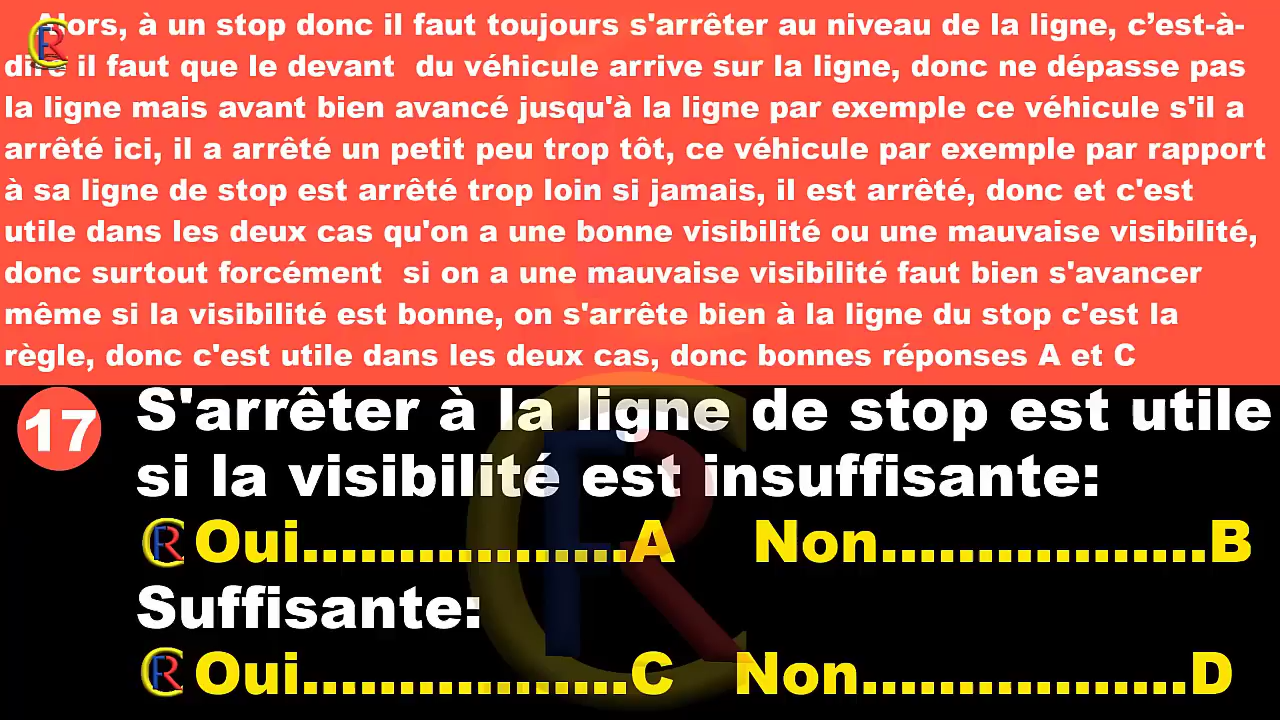 Alors, à un stop donc il faut toujours s'arrêter au niveau de la ligne, c’est-à-
dire il faut que le devant du véhicule arrive sur la ligne, donc ne dépasse pas
la ligne mais avant bien avancé jusqu'à la ligne par exemple ce véhicule s'il a
arrêté ici, il a arrêté un petit peu trop tôt, ce véhicule par exemple par rapport
à sa ligne de stop est arrêté trop loin si jamais, il est arrêté, donc et c'est
utile dans les deux cas qu'on a une bonne visibilité ou une mauvaise visibilité,
donc surtout forcément si on a une mauvaise visibilité faut bien s'avancer
même si la visibilité est bonne, on s'arrête bien à la ligne du stop c'est la
règle, donc c'est utile dans les deux cas, donc bonnes réponses A et C
17 S'arrêter à la ligne de stop est utile
si la visibilité est insuffisante:
Oui.................A Non.................B
Suffisante:
Oui.................C Non.................D